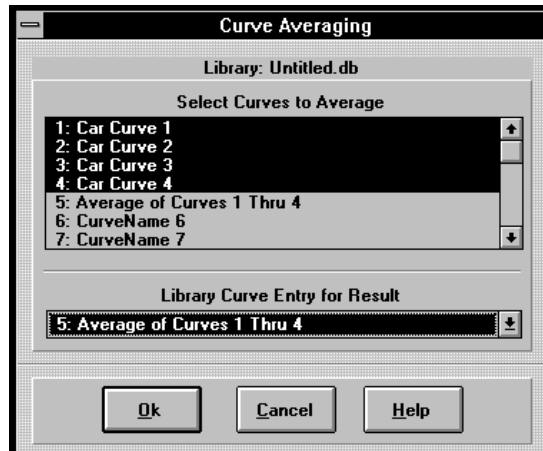 Curve Averaging
Library: Untitled.db
Select Curves to Average
1: Car Curve 1
2: Car Curve 2
3: Car Curve 3
4: Car Curve 4
5: Average of Curves 1 Thru 4
6: CurveName 6
7: CurveName 7
Library Curve Entry for Result
5: Average of Curves 1 Thru 4
Ok Cancel Help